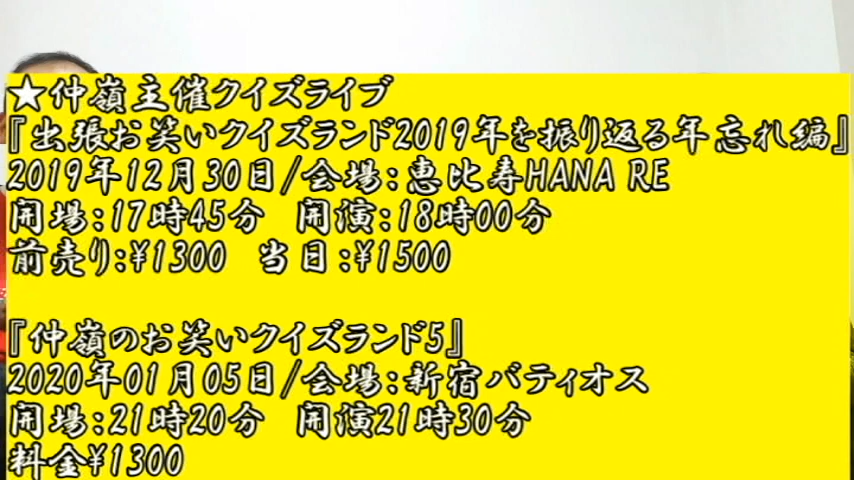 ★仲嶺主催クイズライブ
『出張お笑いクイズランド2019年を振り返る年忘れ編』
2019年12月30日/会場:恵比寿HANA RE
開場:17時45分 開演:18時00分
前売り:¥1300 当日:¥1500
『仲嶺のお笑いクイズランド5』
2020年01月05日/会場:新宿バティオス
開場:21時20分 開演21時30分
料金¥1300